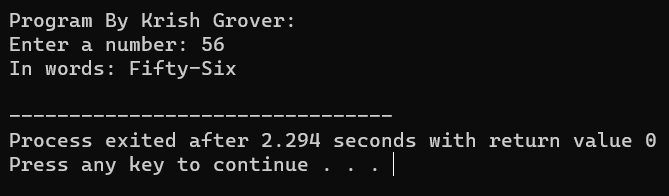 Program By Krish Grover:
Enter a number: 56
In words: Fifty-Six
--------------------------------
Process exited after 2.294 seconds with return value 0
Press any key to continue . . .